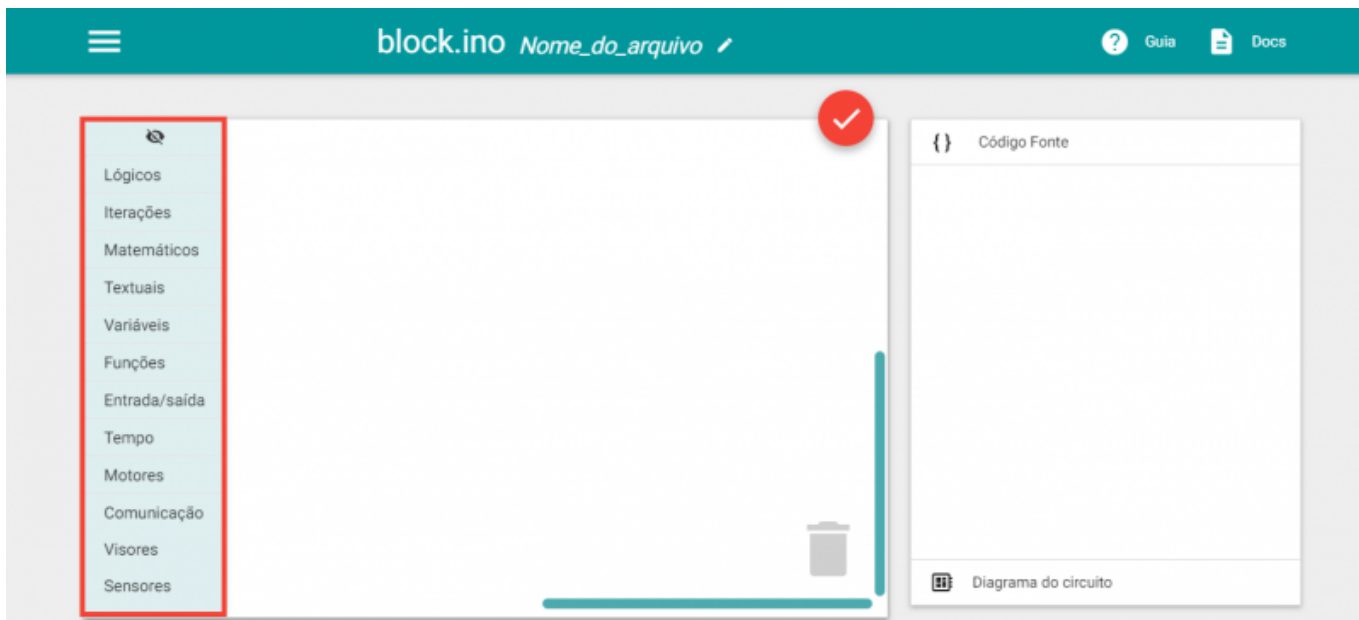 block.ino Nome_do_arquivo
Guia
Docs
Lógicos
Iterações
Matemáticos
Textuais
Variáveis
Funções
Entrada/saída
Tempo
Motores
Comunicação
Visores
Sensores
{} Código Fonte
Diagrama do circuito